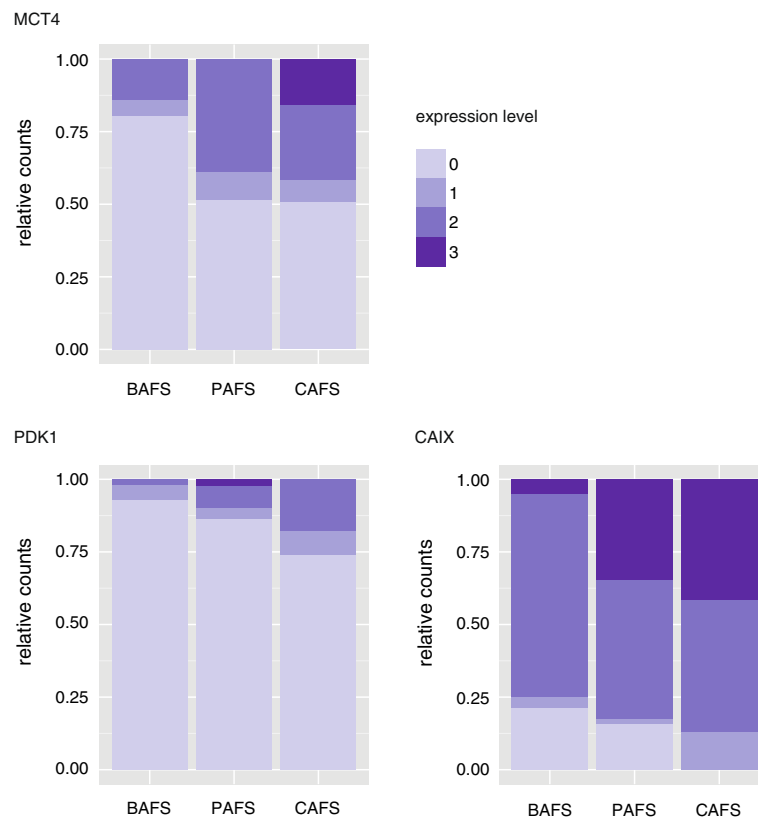 MCT4
1.00
0.75
0.50
0.25
0.00
relative counts
BAFS PAFS CAFS
expression level
0
1
2
3
PDK1
1.00
0.75
0.50
0.25
0.00
relative counts
BAFS PAFS CAFS
CAIX
1.00
0.75
0.50
0.25
0.00
relative counts
BAFS PAFS CAFS